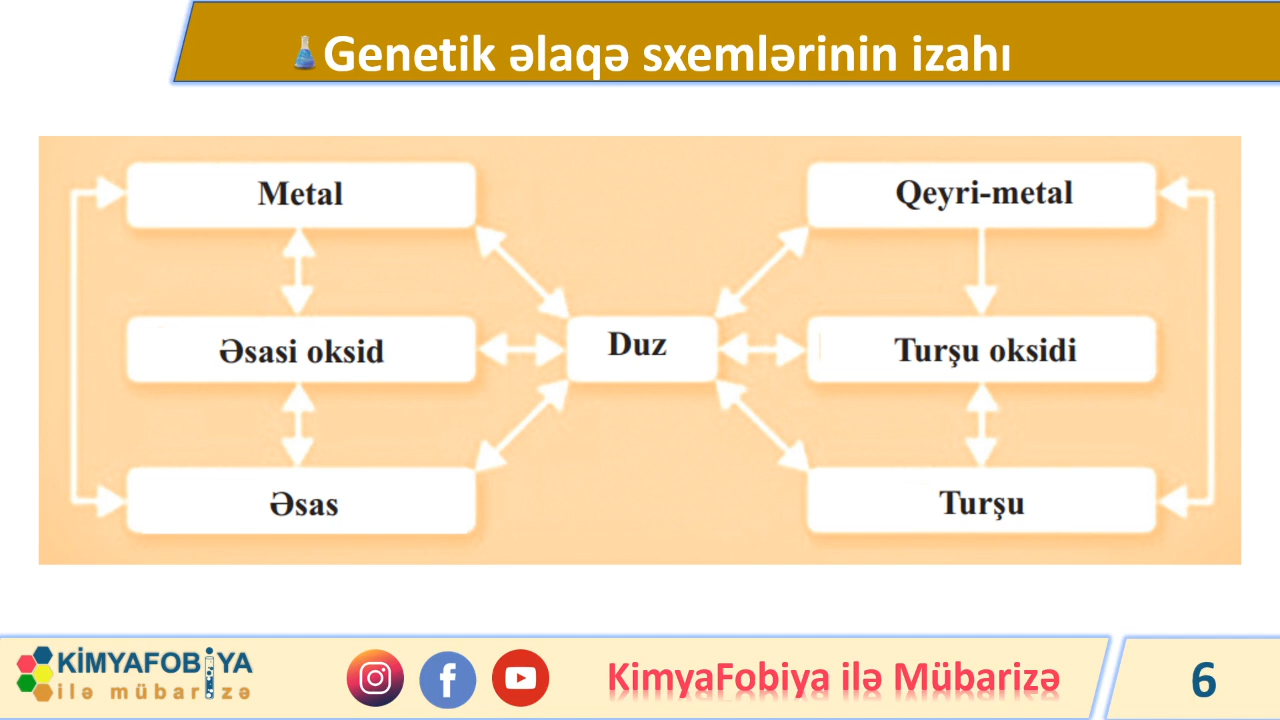 Genetik əlaqə sxemlərinin izahı
Metal
Qeyri-metal
Əsasi oksid
Duz
Turşu oksidi
Əsas
Turşu
KİMYAFOBİYA
ilə mübarizə
KimyaFobiya ilə Mübarizə
6